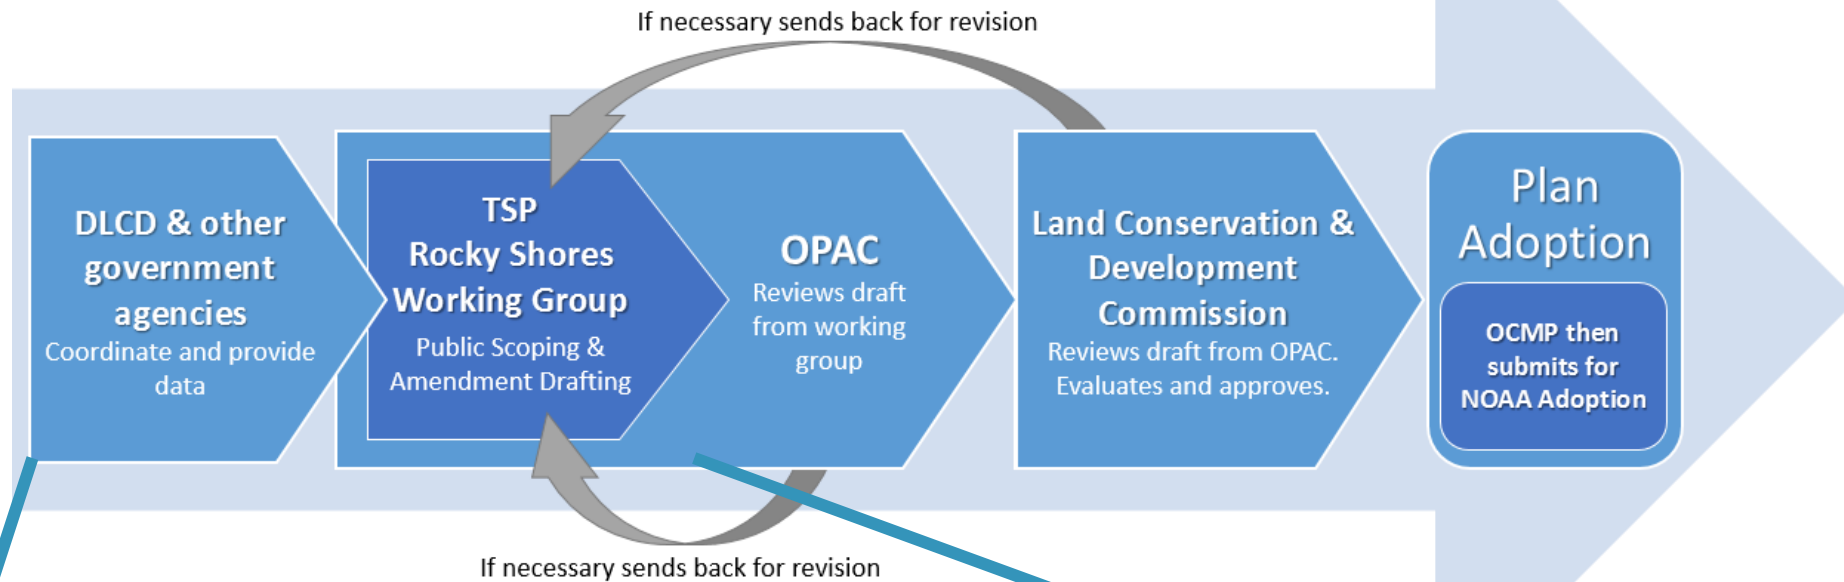 If necessary sends back for revision
DLCD & other
government
agencies
Coordinate and provide
data
TSP
Rocky Shores
Working Group
Public Scoping &
Amendment Drafting
OPAC
Reviews draft
from working
group
Land Conservation &
Development
Commission
Reviews draft from OPAC.
Evaluates and approves.
Plan
Adoption
OCMP then
submits for
NOAA Adoption
If necessary sends back for revision